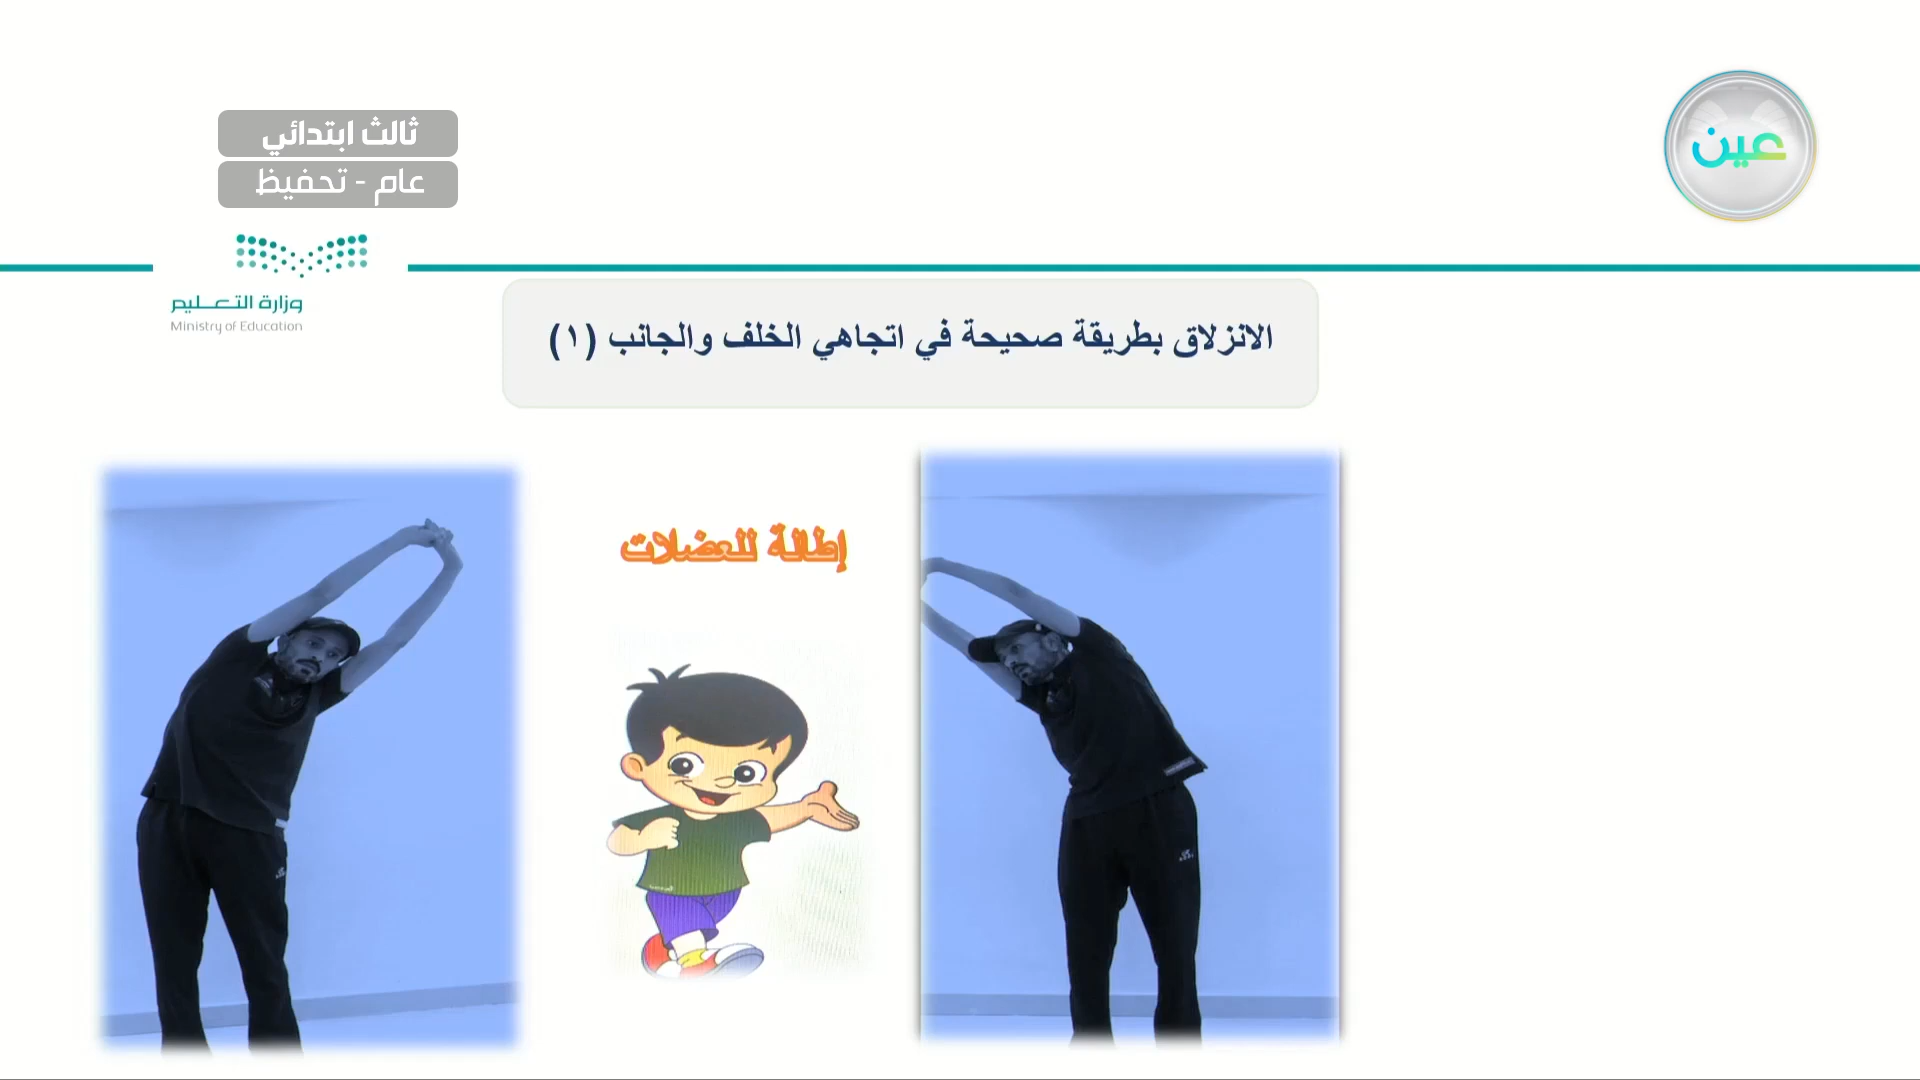 ثالث ابتدائي
عام - تحفيظ
عين
وزارة التعليم
Ministry of Education
الانزلاق بطريقة صحيحة في اتجاهي الخلف والجانب (١)
إطالة للعضلات